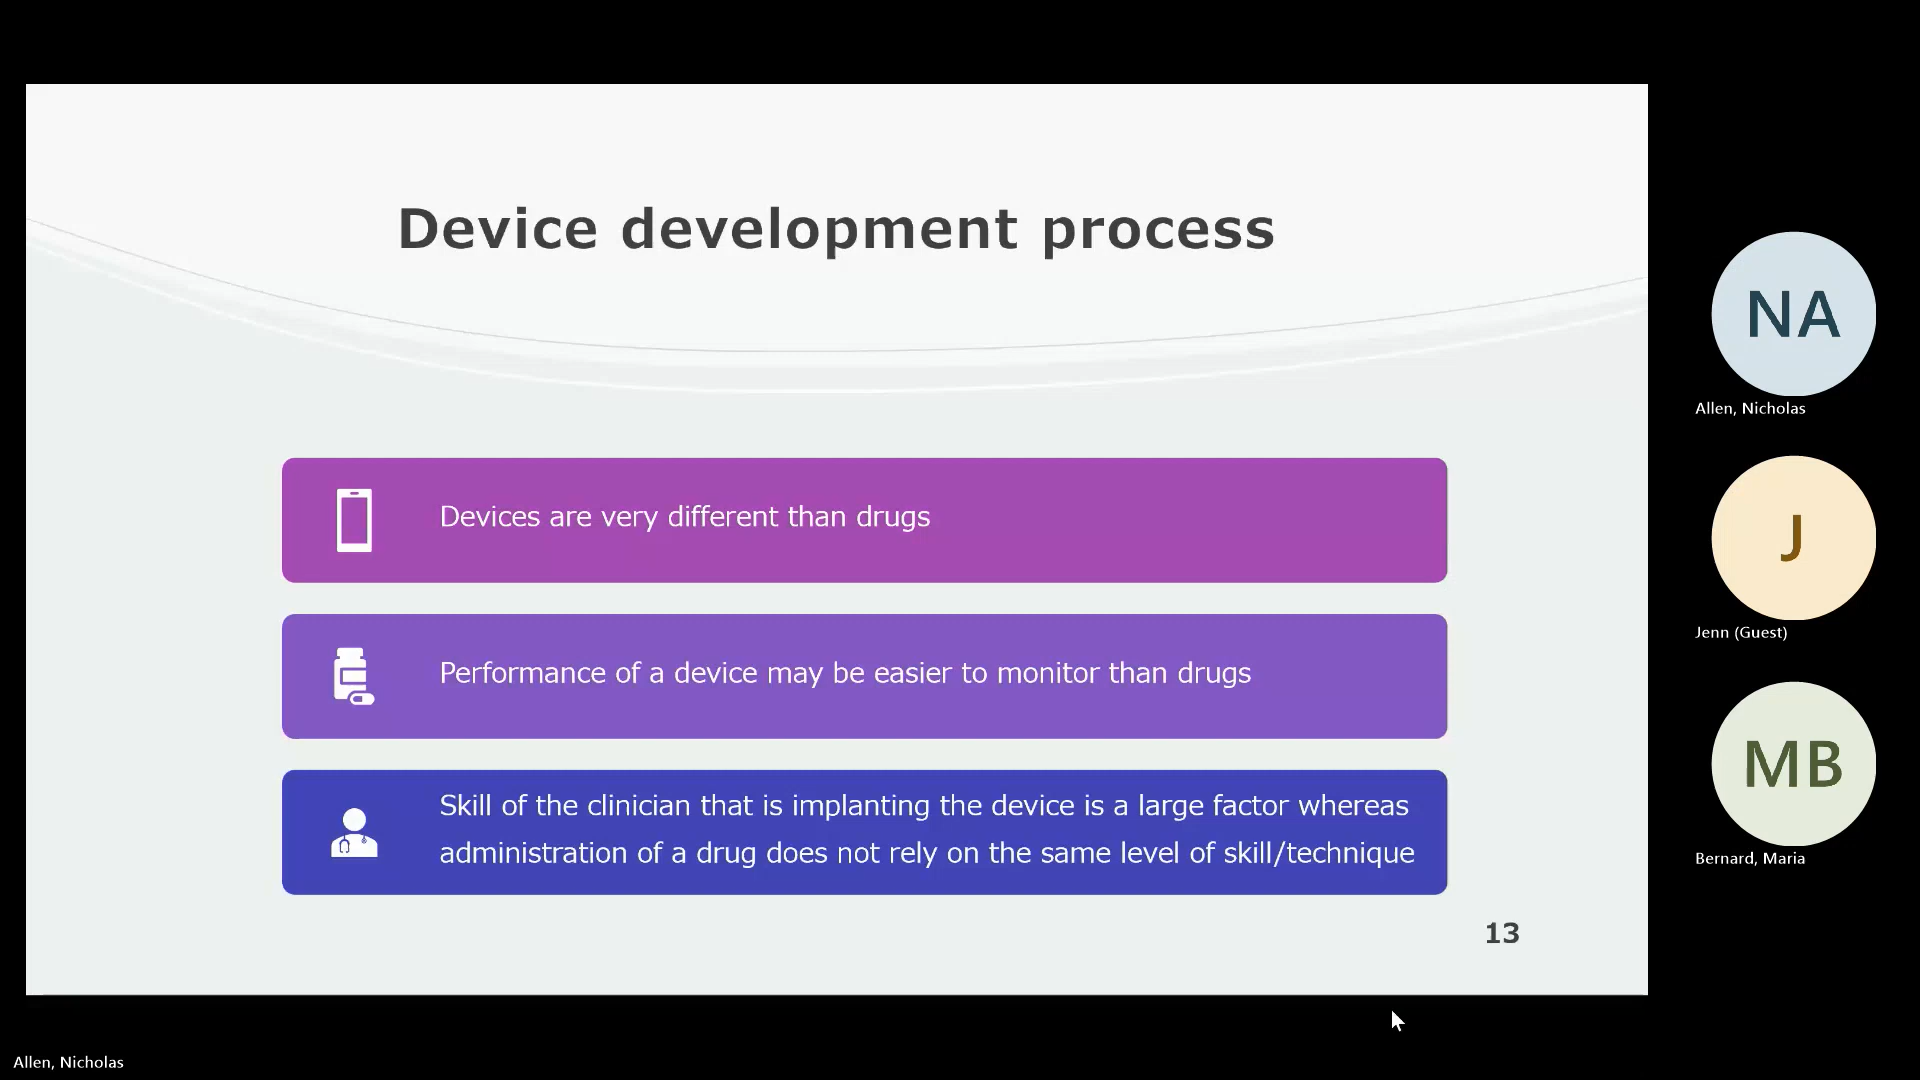 Device development process
Devices are very different than drugs
Performance of a device may be easier to monitor than drugs
Skill of the clinician that is implanting the device is a large factor whereas
administration of a drug does not rely on the same level of skill/technique
13
NA
Allen, Nicholas
J
Jenn (Guest)
MB
Bernard, Maria
Allen, Nicholas